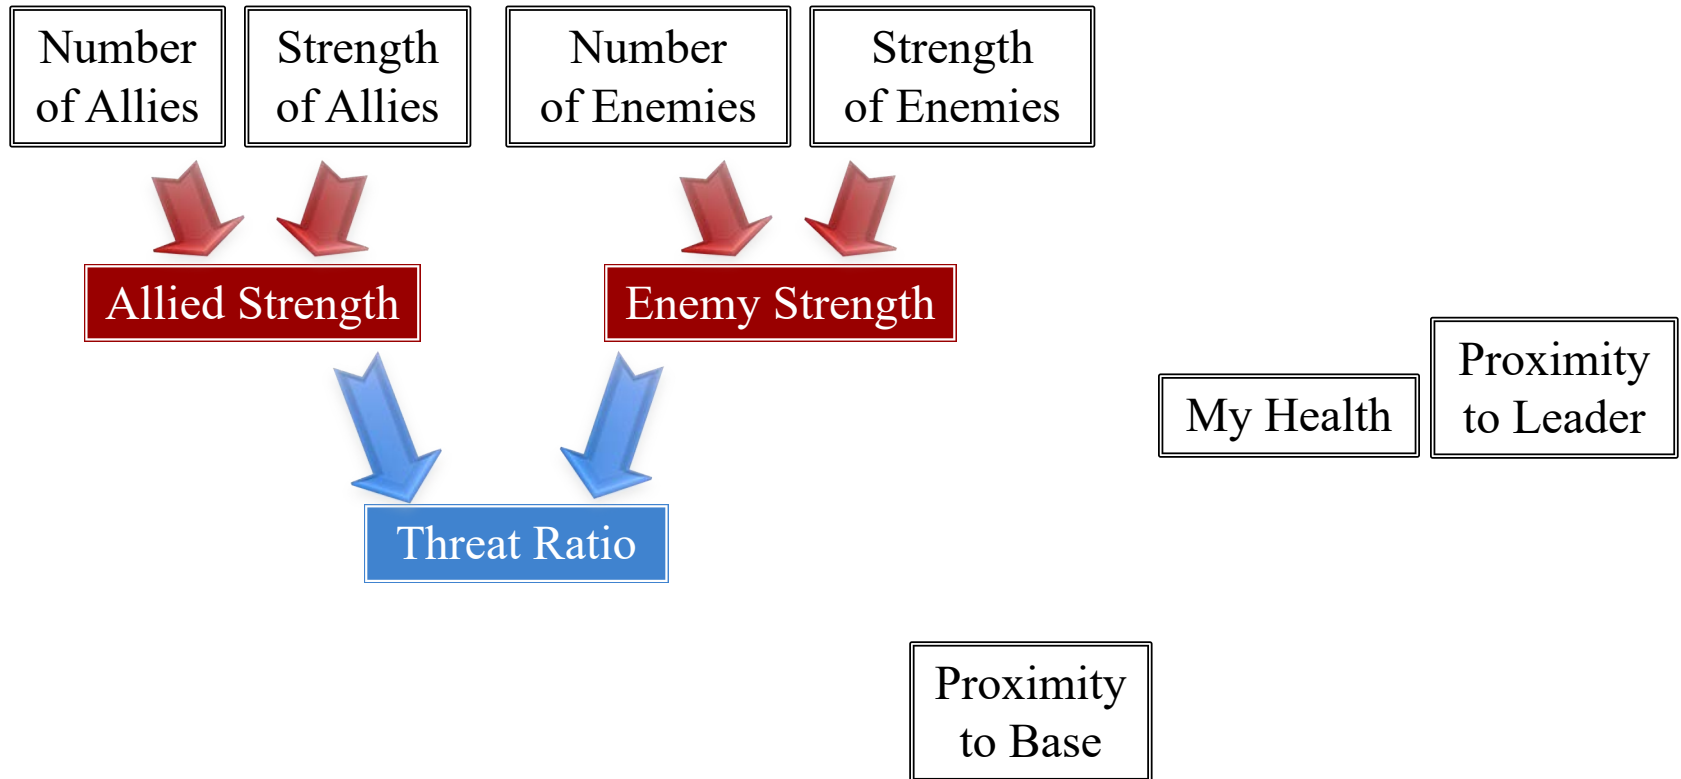 Number
of Allies
Strength
of Allies
Number
of Enemies
Strength
of Enemies
Allied Strength
Enemy Strength
My Health
Proximity
to Leader
Threat Ratio
Proximity
to Base